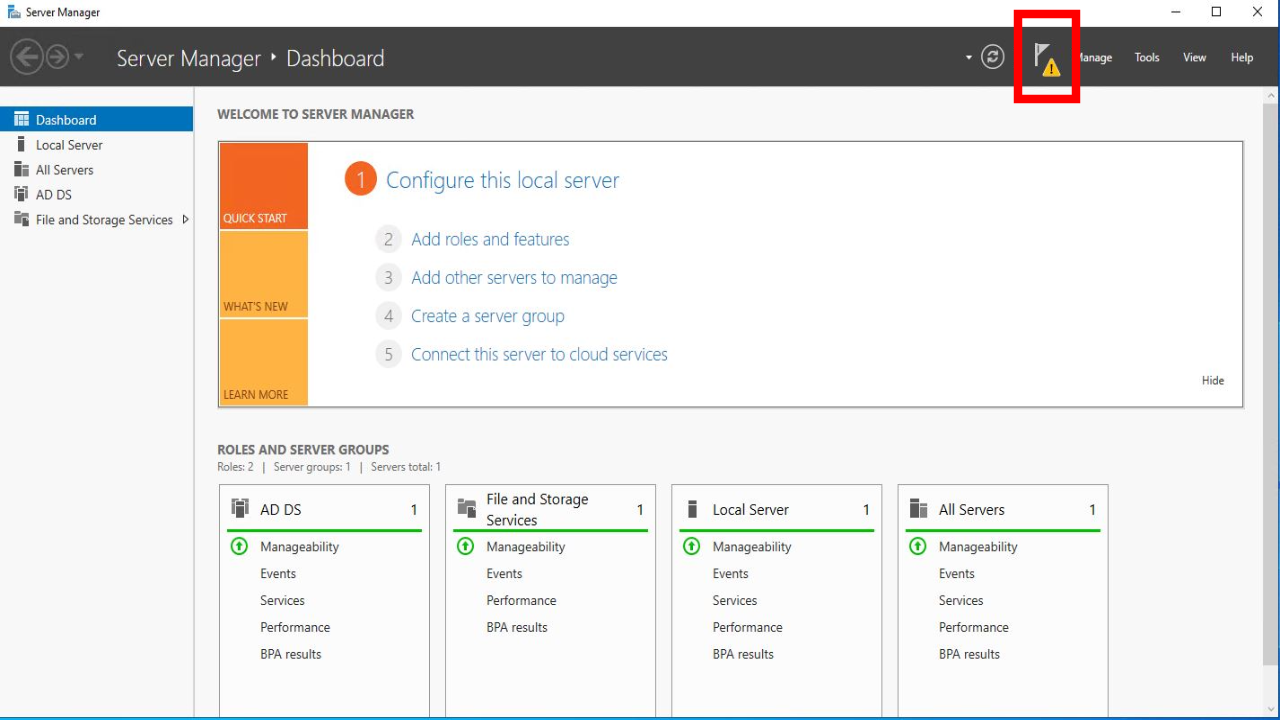 Server Manager
Server Manager ‣ Dashboard
Manage Tools View Help
Dashboard
Local Server
All Servers
AD DS
File and Storage Services
WELCOME TO SERVER MANAGER
QUICK START
WHAT'S NEW
LEARN MORE
1 Configure this local server
2 Add roles and features
3 Add other servers to manage
4 Create a server group
5 Connect this server to cloud services
Hide
ROLES AND SERVER GROUPS
Roles: 2 | Server groups: 1 | Servers total: 1
AD DS 1
Manageability
Events
Services
Performance
BPA results
File and Storage
Services 1
Manageability
Events
Performance
BPA results
Local Server 1
Manageability
Events
Services
Performance
BPA results
All Servers 1
Manageability
Events
Services
Performance
BPA results